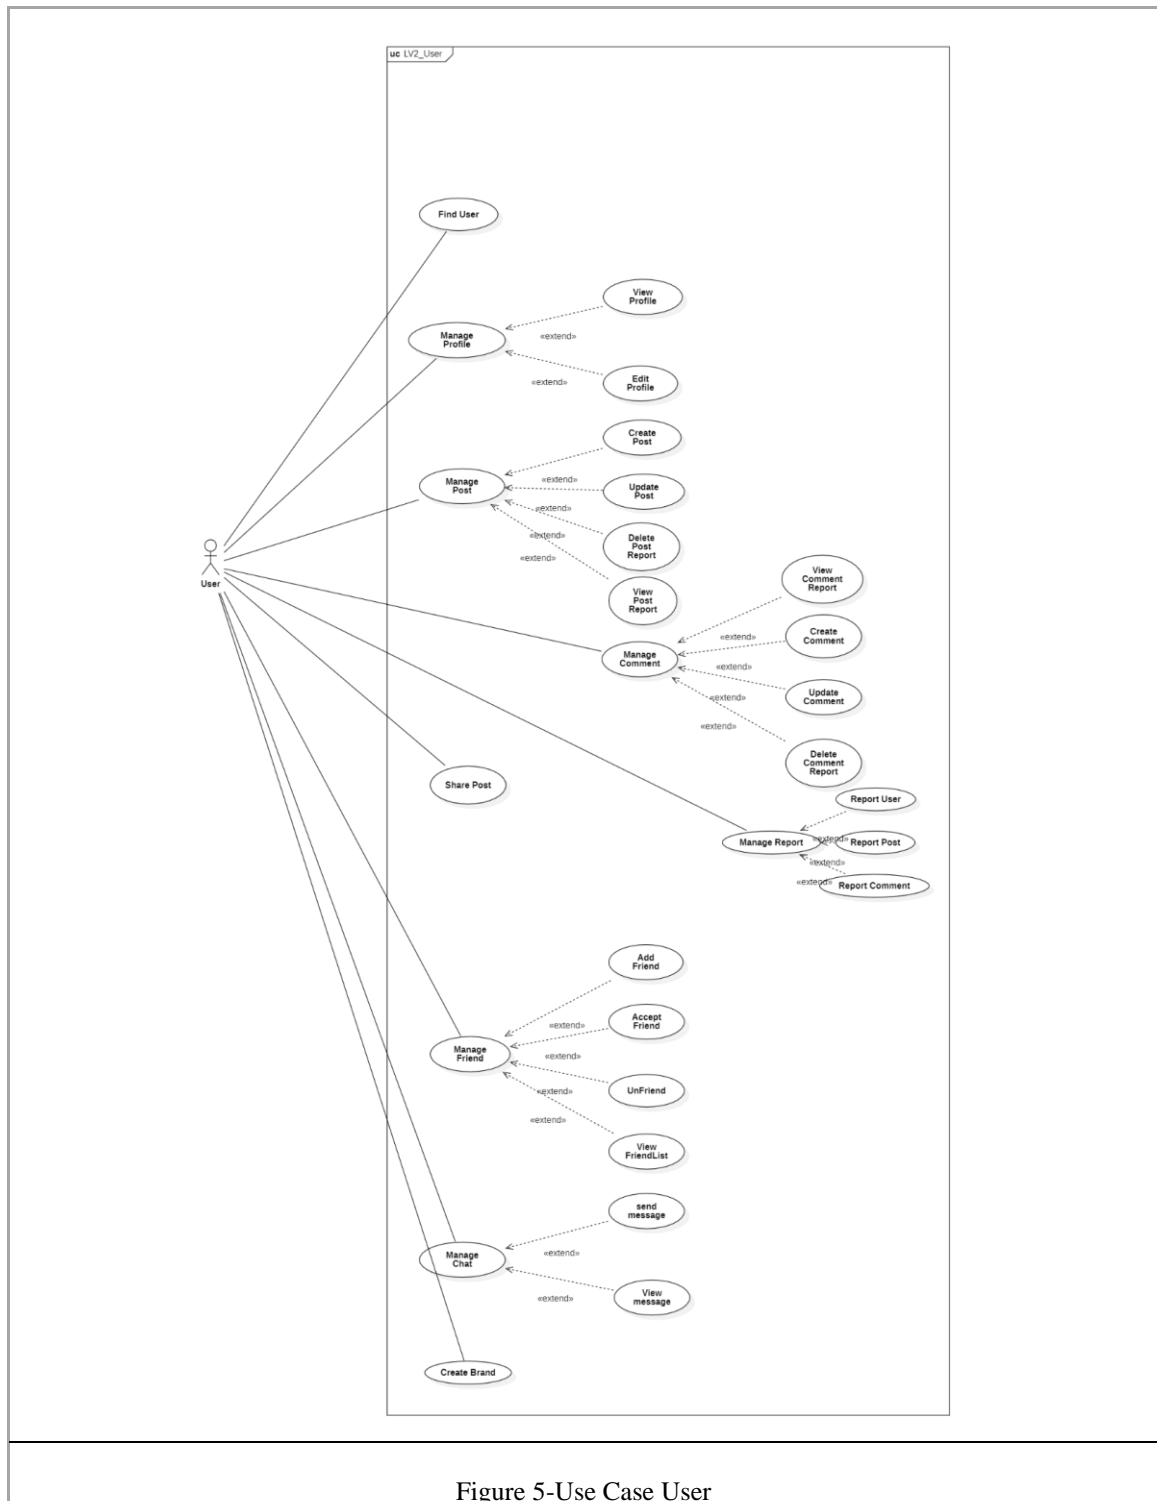 uc LV2_User
Find User
View
Profile
Manage
Profile
«extend»
Edit
Profile
«extend»
Create
Post
Manage
Post
«extend»
Update
Post
«extend»
Delete
Post
Report
«extend»
«extend»
View
Post
Report
User
View
Comment
Report
Create
Comment
«extend»
Manage
Comment
«extend»
Update
Comment
«extend»
«extend»
Delete
Comment
Report
Share Post
Report User
Manage Report
«extend»
Report Post
«extend»
«extend»
Report Comment
Add
Friend
Accept
Friend
«extend»
Manage
Friend
«extend»
UnFriend
«extend»
«extend»
View
FriendList
send
message
Manage
Chat
«extend»
View
message
«extend»
Create Brand
Figure 5-Use Case User